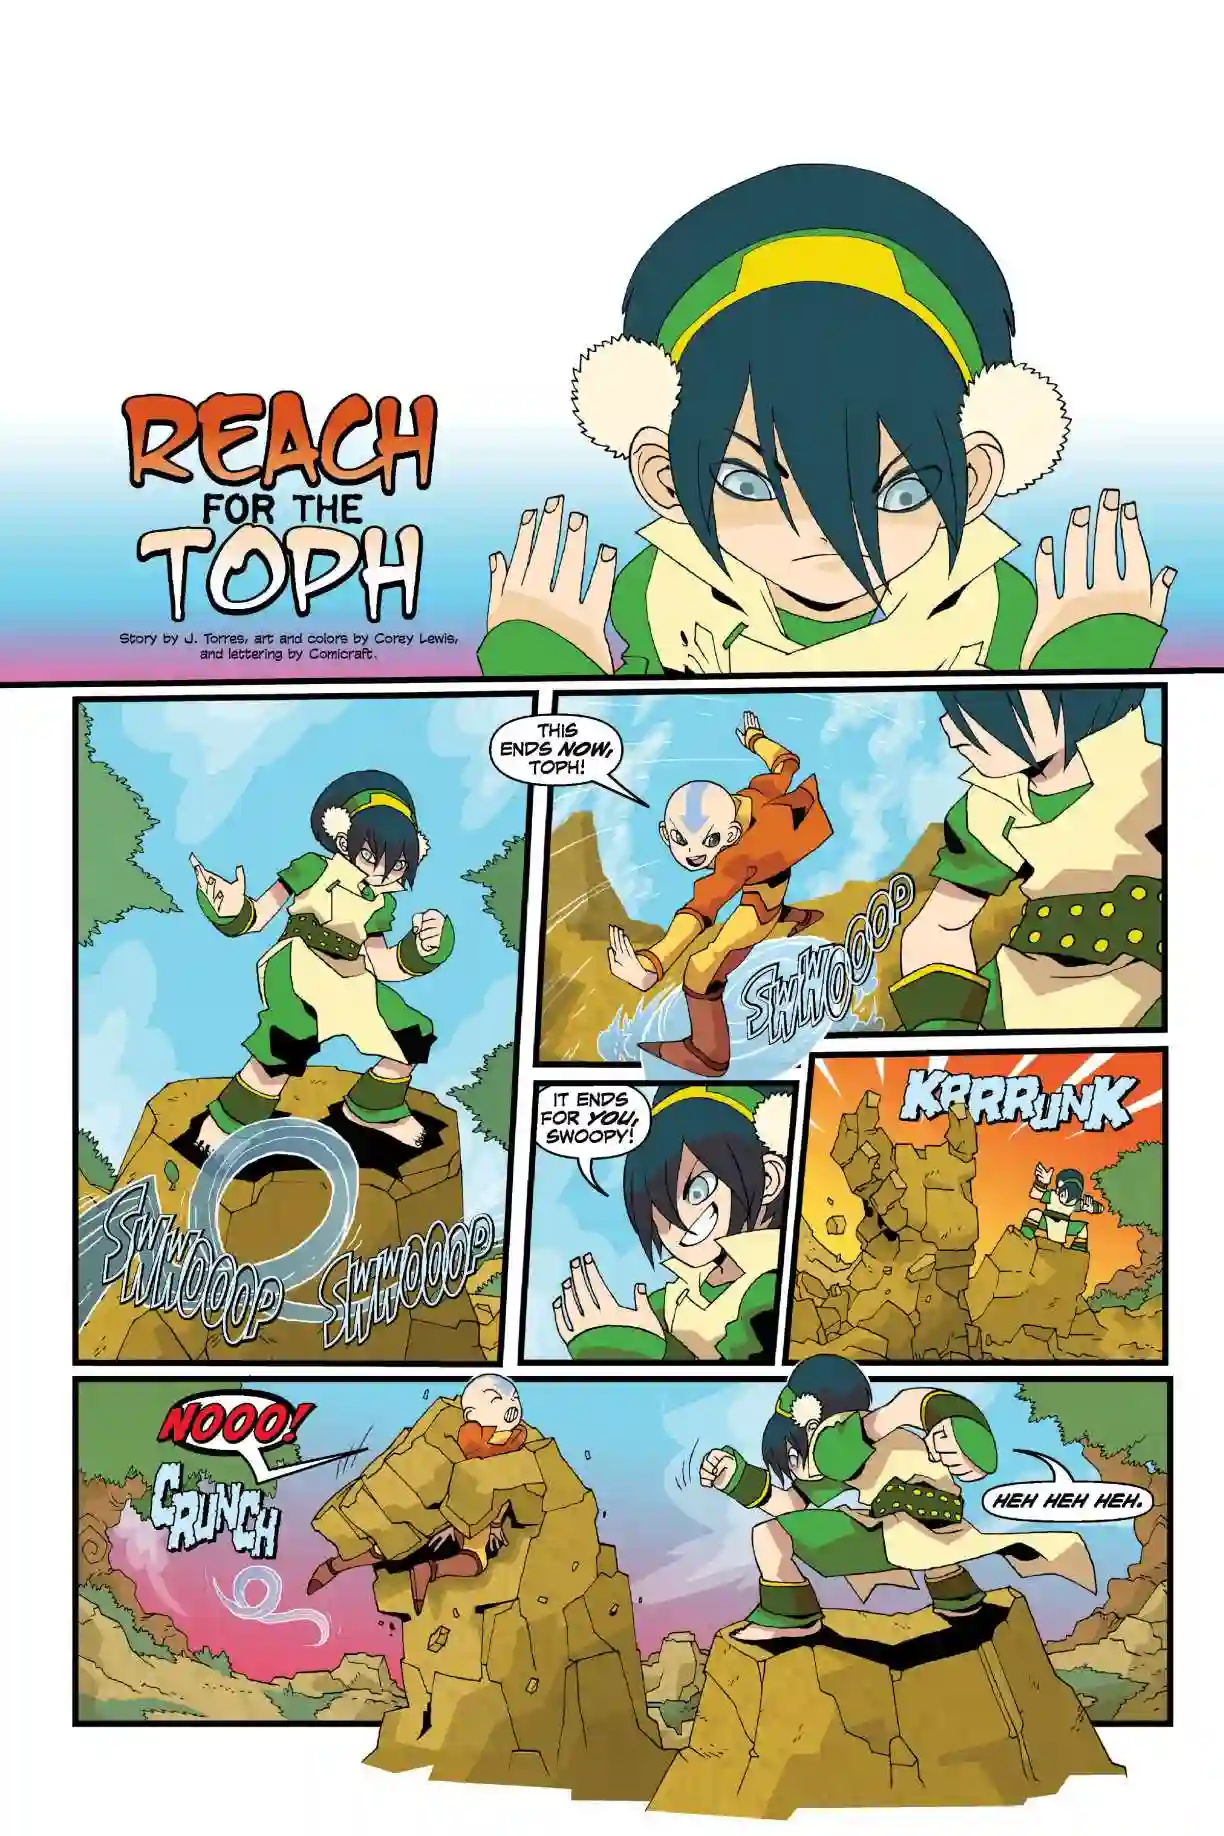 REACH
FOR THE
TOPH
Story by J. Torres, art and colors by Corey Lewis,
and lettering by Comicraft.
THIS
ENDS NOW,
TOPH!
SWWOOOP
SWWOOOP
SWWOOOP
IT ENDS
FOR YOU,
SWOOPY!
KRRRUNK
NOOO!
CRUNCH
HEH HEH HEH.